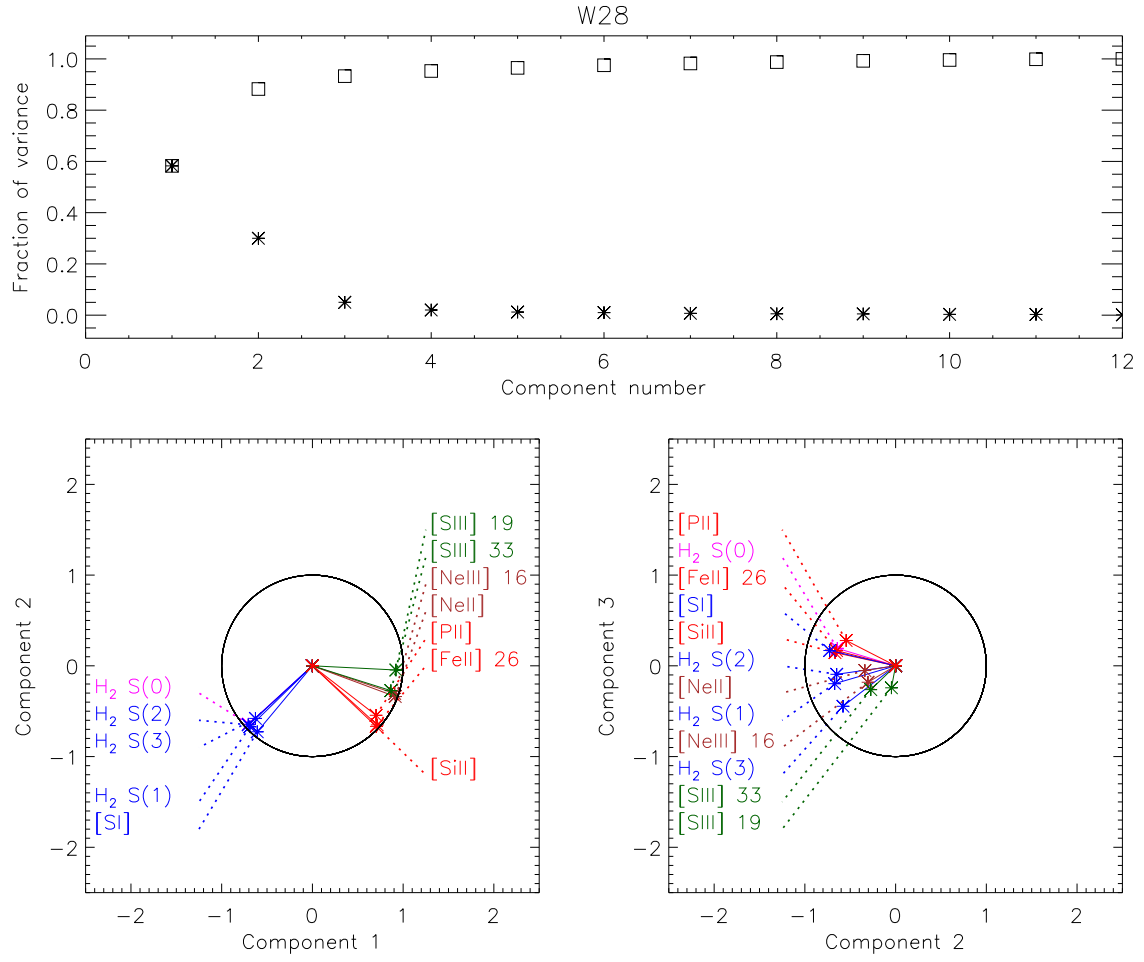 W28
Fraction of variance
1.0
0.8
0.6
0.4
0.2
0.0
0 2 4 6 8 10 12
Component number
Component 2
2
1
0
−1
−2
[SIII] 19
[SIII] 33
[NeIII] 16
[NeII]
[PII]
[FeII] 26
H₂ S(0)
H₂ S(2)
H₂ S(3)
[SiII]
H₂ S(1)
[SI]
−2 −1 0 1 2
Component 1
Component 3
2
1
0
−1
−2
[PII]
H₂ S(0)
[FeII] 26
[SI]
[SiII]
H₂ S(2)
[NeII]
H₂ S(1)
[NeIII] 16
H₂ S(3)
[SIII] 33
[SIII] 19
−2 −1 0 1 2
Component 2